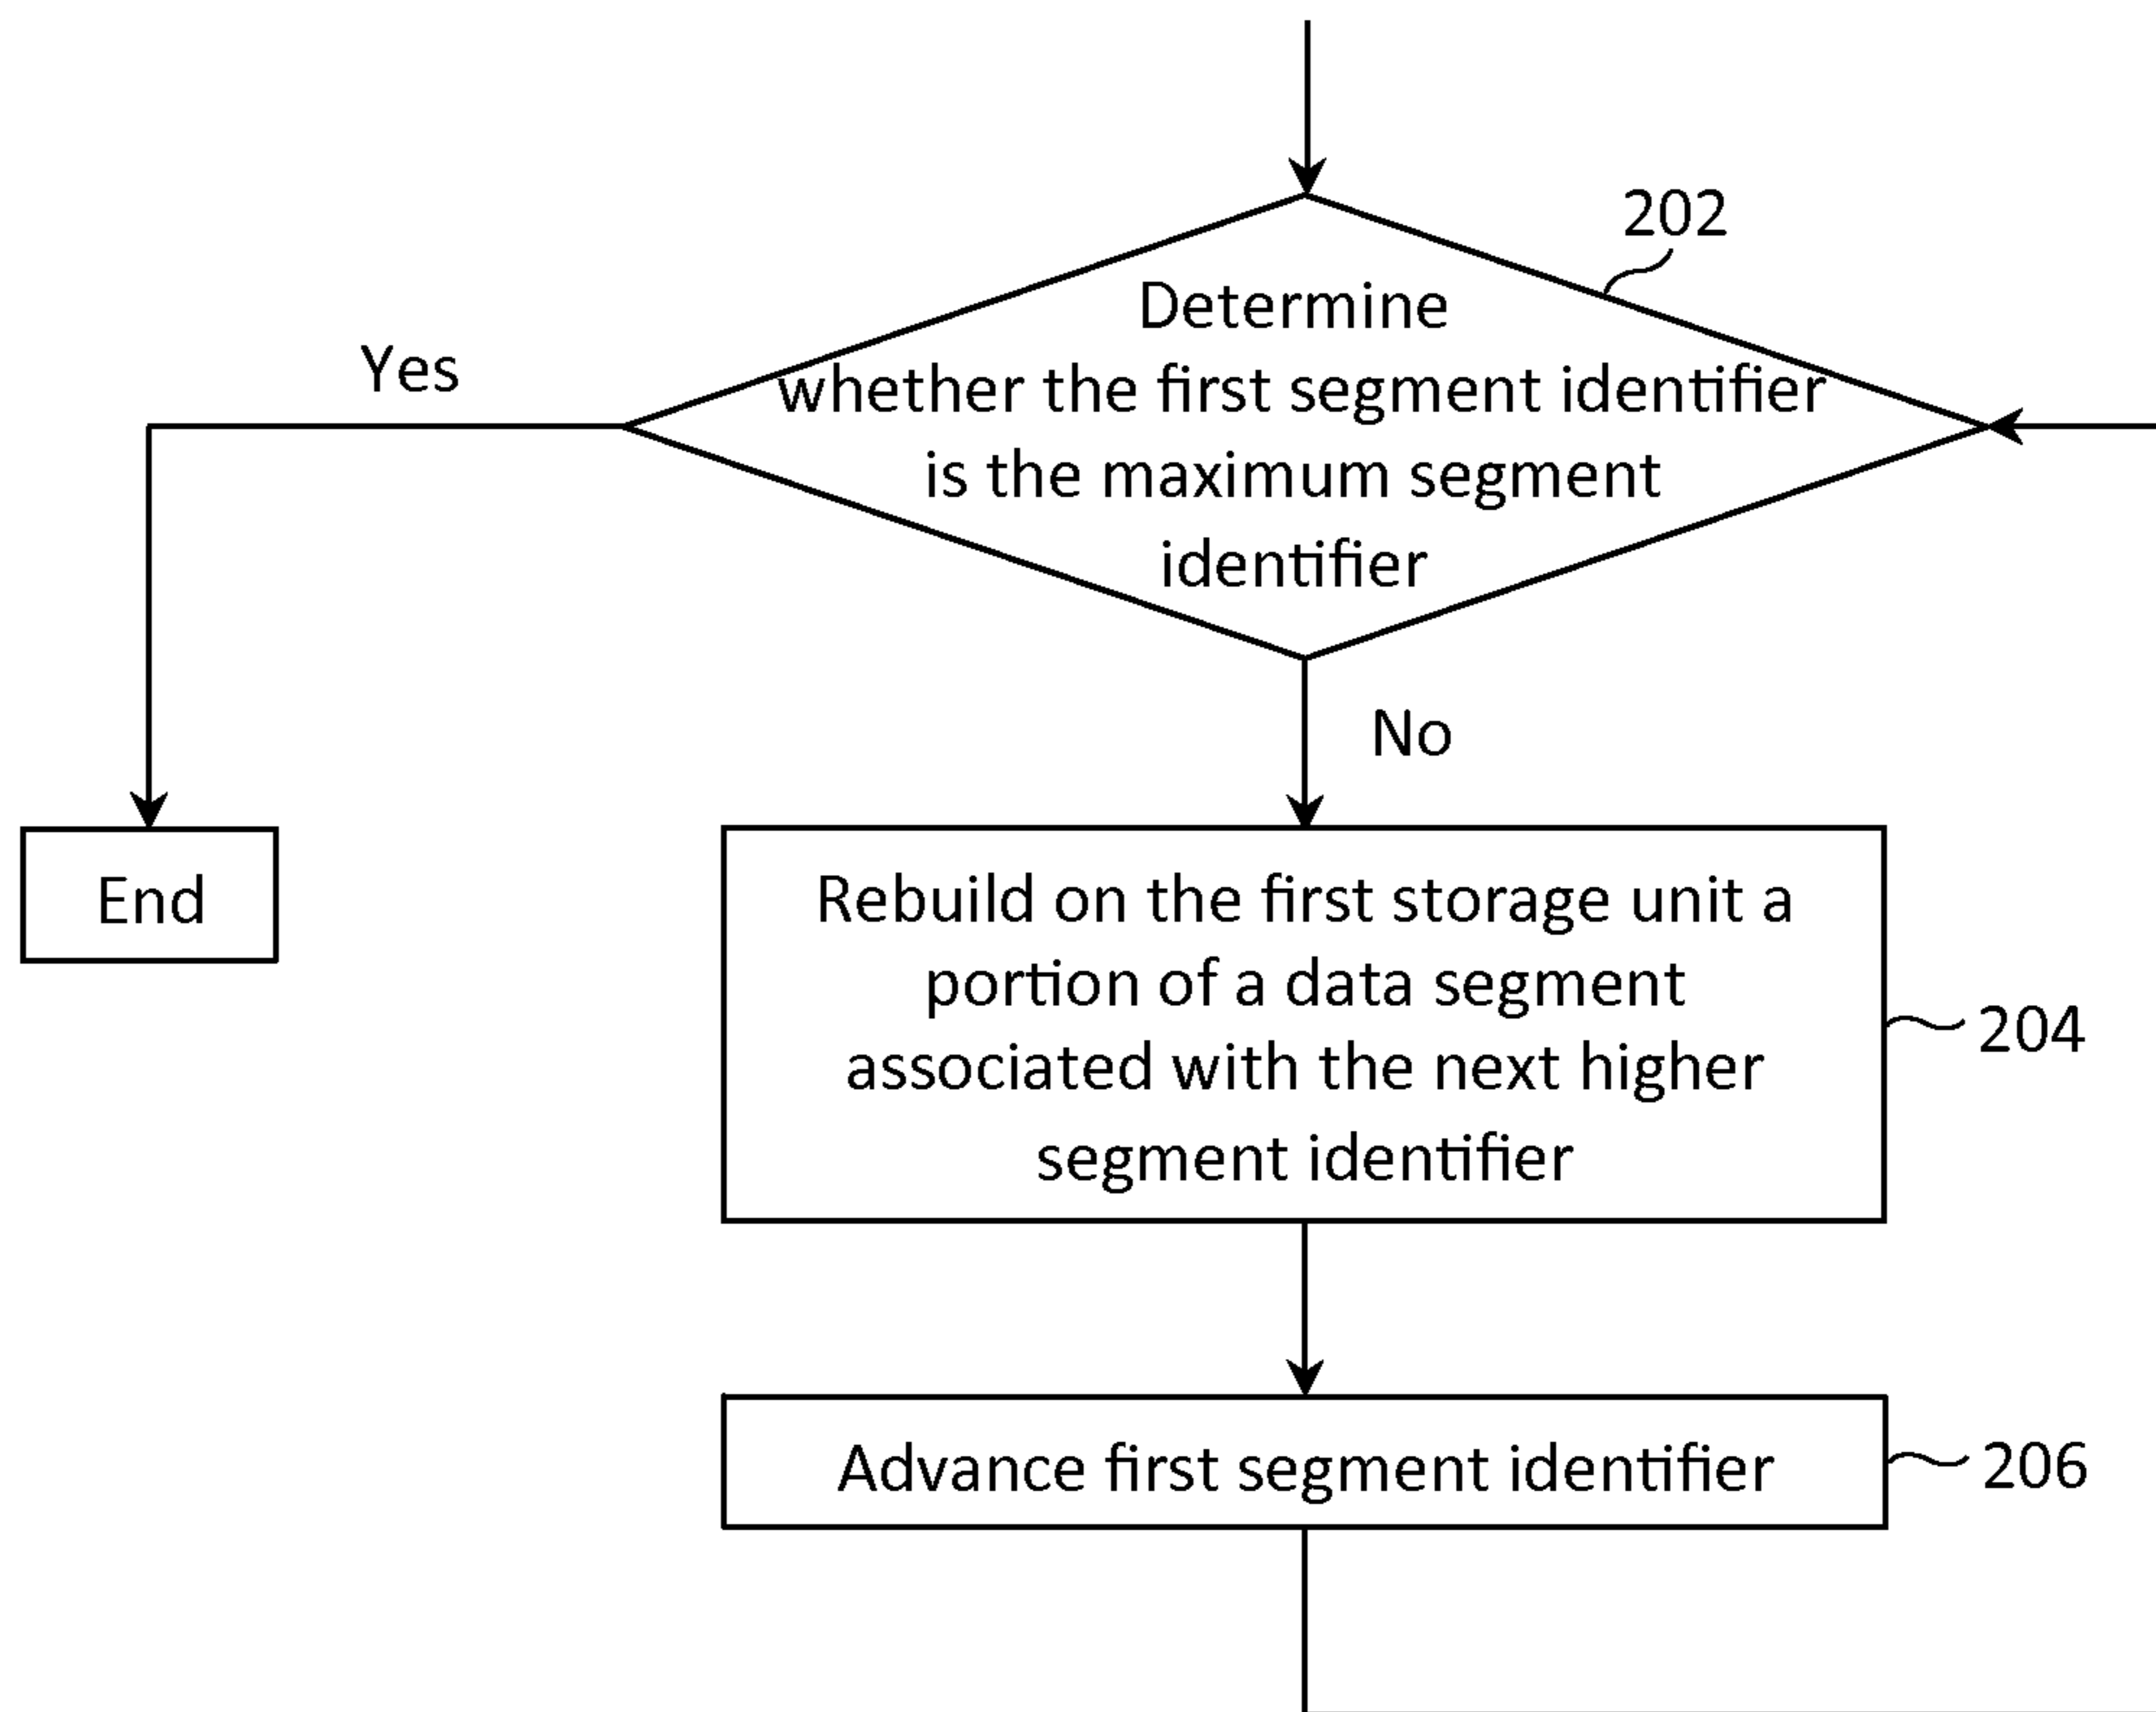 202
Determine
whether the first segment identifier
is the maximum segment
identifier
Yes
No
End
Rebuild on the first storage unit a
portion of a data segment
associated with the next higher
segment identifier
204
Advance first segment identifier
206